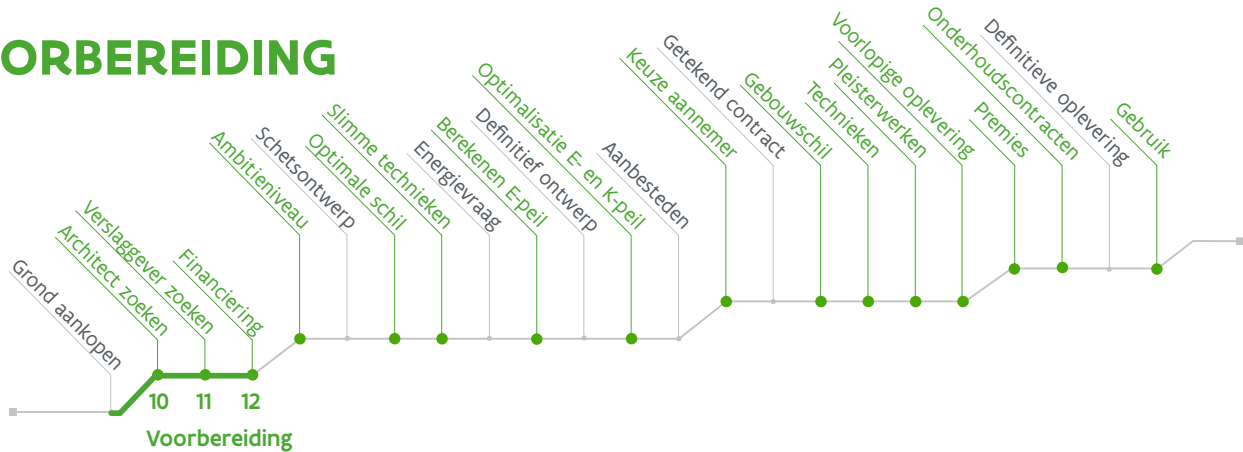 ORBEREIDING
Grond aankopen
Architect zoeken
Verslaggever zoeken
Financiering
Ambitieniveau
Schetsontwerp
Optimale schil
Slimme technieken
Energievraag
Berekenen E-peil
Definitief ontwerp
Optimalisatie E- en K-peil
Aanbesteden
Keuze aannemer
Getekend contract
Gebouwschil
Technieken
Pleisterwerken
Voorlopige oplevering
Premies
Onderhoudscontracten
Definitieve oplevering
Gebruik
10 11 12
Voorbereiding